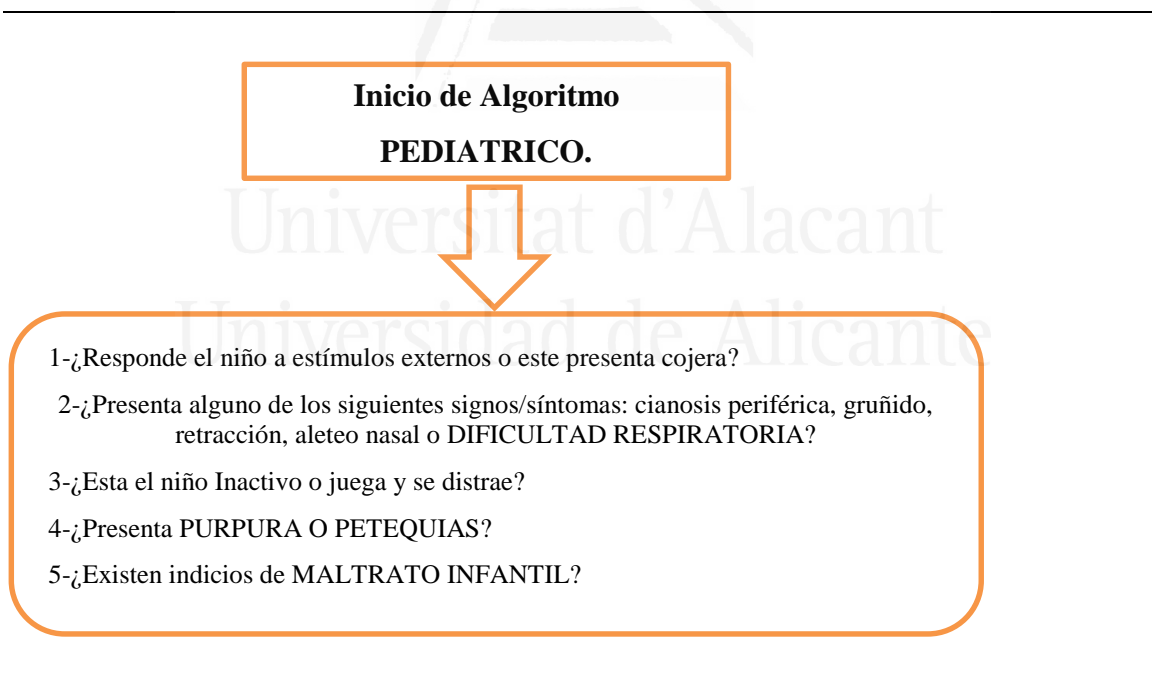 Inicio de Algoritmo
PEDIATRICO.
Universitat d'Alacant
Universidad de Alicante
1-¿Responde el niño a estímulos externos o este presenta cojera?
2-¿Presenta alguno de los siguientes signos/síntomas: cianosis periférica, gruñido,
retracción, aleteo nasal o DIFICULTAD RESPIRATORIA?
3-¿Esta el niño Inactivo o juega y se distrae?
4-¿Presenta PURPURA O PETEQUIAS?
5-¿Existen indicios de MALTRATO INFANTIL?